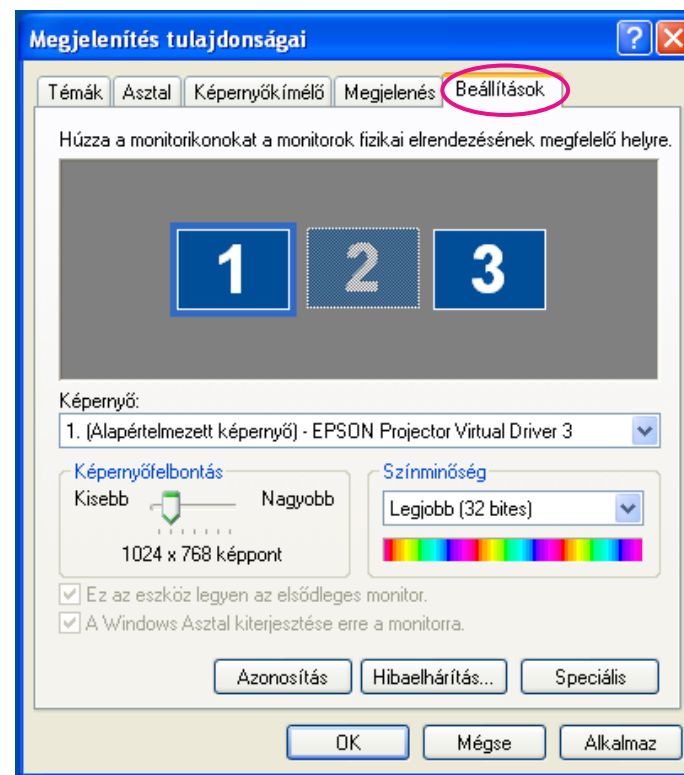 Megjelenítés tulajdonságai
Témák Asztal Képernyőkímélő Megjelenés Beállítások
Húzza a monitorikonokat a monitorok fizikai elrendezésének megfelelő helyre.
1 2 3
Képernyő:
1. (Alapértelmezett képernyő) - EPSON Projector Virtual Driver 3
Képernyőfelbontás
Kisebb Nagyobb
1024 x 768 képpont
Színminőség
Legjobb (32 bites)
Ez az eszköz legyen az elsődleges monitor.
A Windows Asztal kiterjesztése erre a monitorra.
Azonosítás Hibaelhárítás... Speciális
OK Mégse Alkalmaz